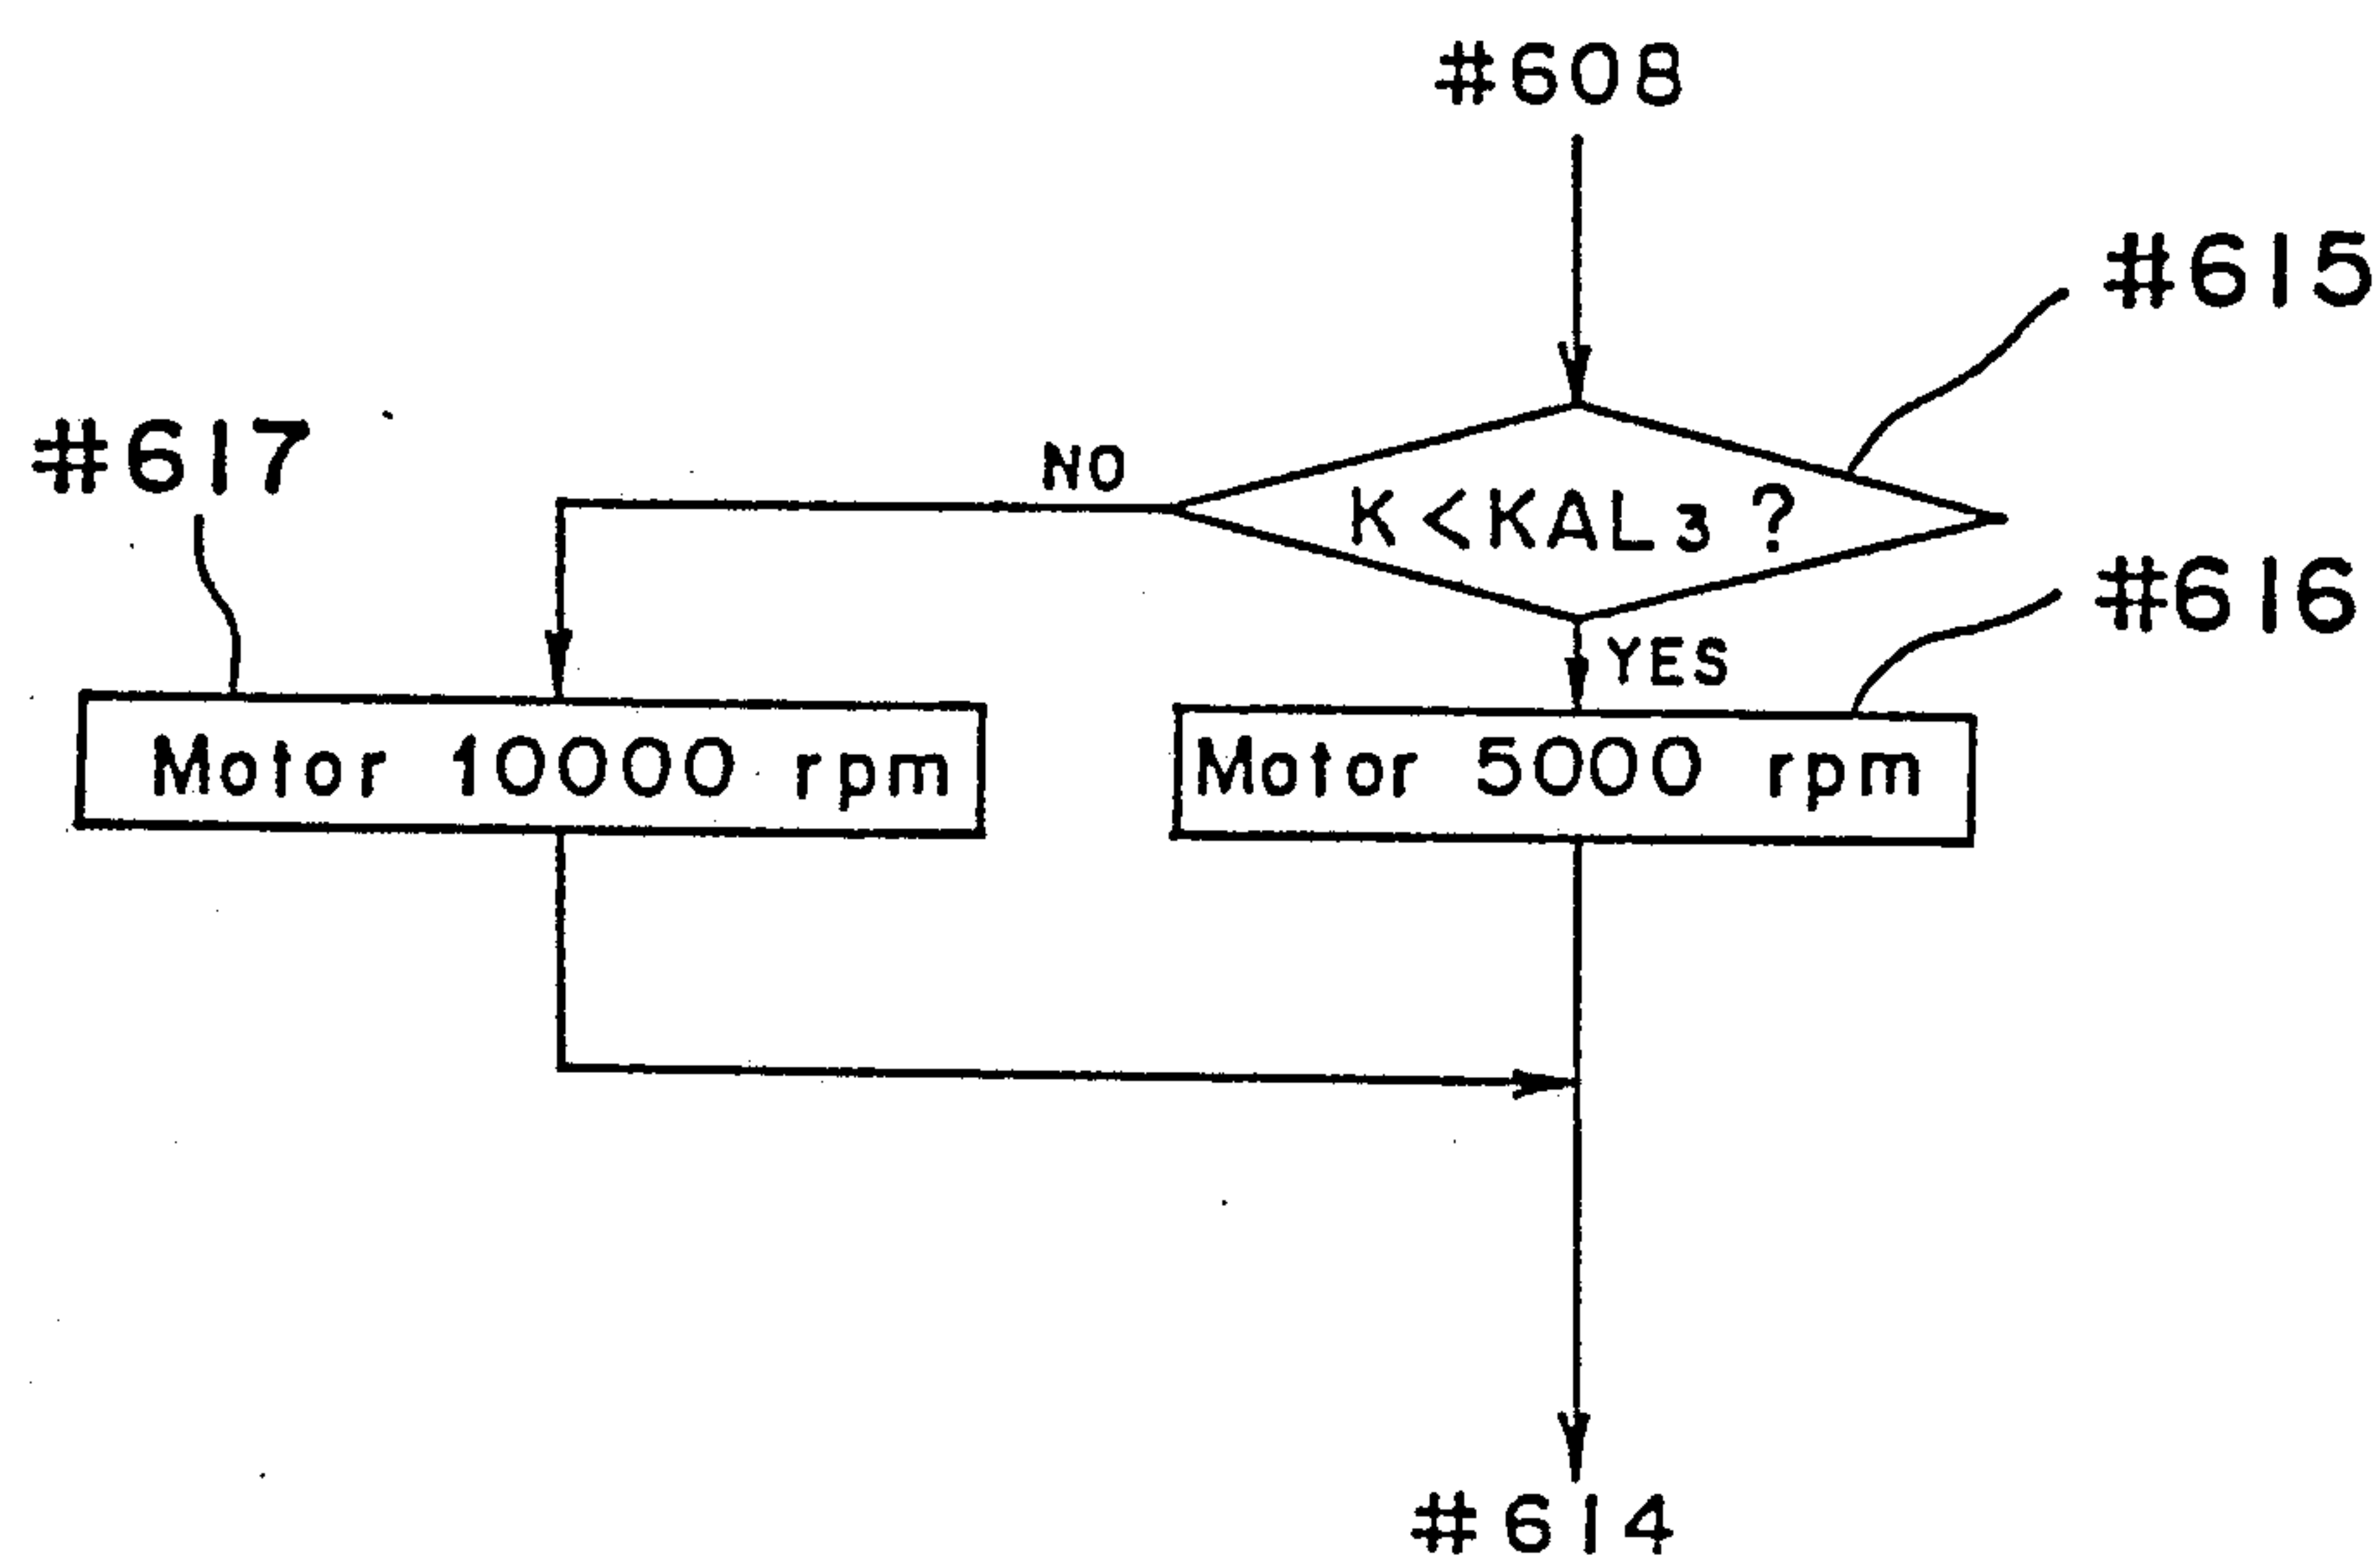 #608
#615
#617
NO
K<KAL3?
#616
YES
Motor 10000 rpm
Motor 5000 rpm
#614